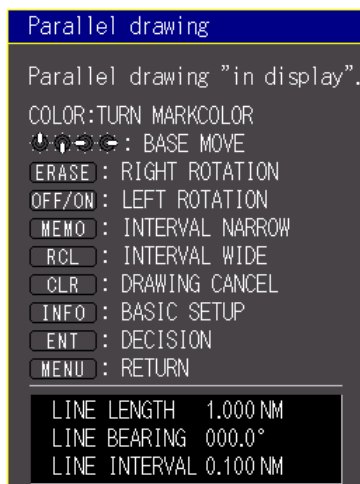 Parallel drawing
Parallel drawing "in display".
COLOR:TURN MARKCOLOR
: BASE MOVE
ERASE : RIGHT ROTATION
OFF/ON : LEFT ROTATION
MEMO : INTERVAL NARROW
RCL : INTERVAL WIDE
CLR : DRAWING CANCEL
INFO : BASIC SETUP
ENT : DECISION
MENU : RETURN
LINE LENGTH 1.000 NM
LINE BEARING 000.0°
LINE INTERVAL 0.100 NM